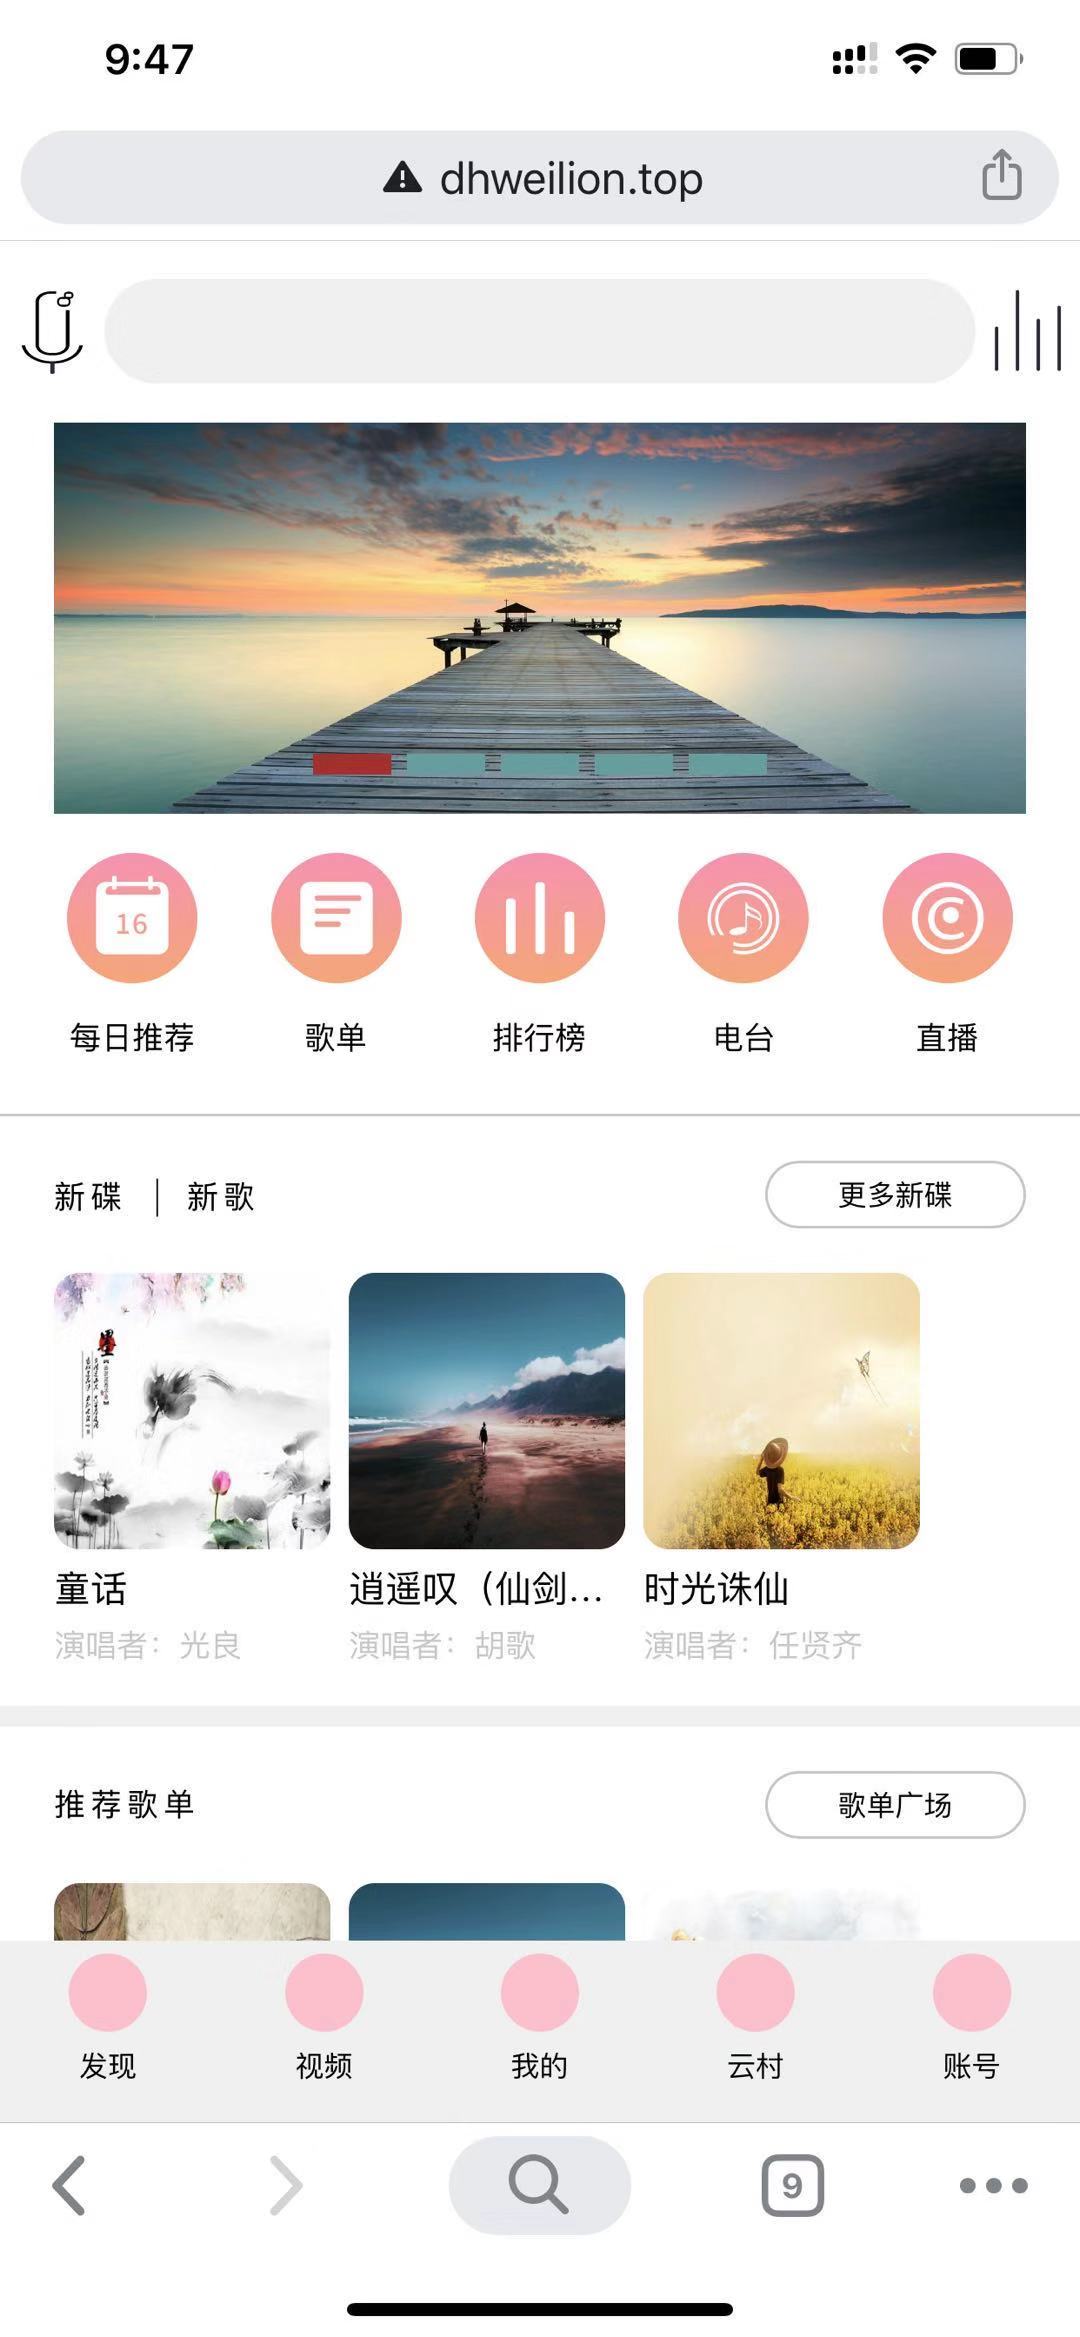 9:47
dhweilion.top
16
每日推荐 歌单 排行榜 电台 直播
新碟 | 新歌 更多新碟
墨
童话 逍遥叹（仙剑... 时光诛仙
演唱者：光良 演唱者：胡歌 演唱者：任贤齐
推荐歌单 歌单广场
发现 视频 我的 云村 账号
9